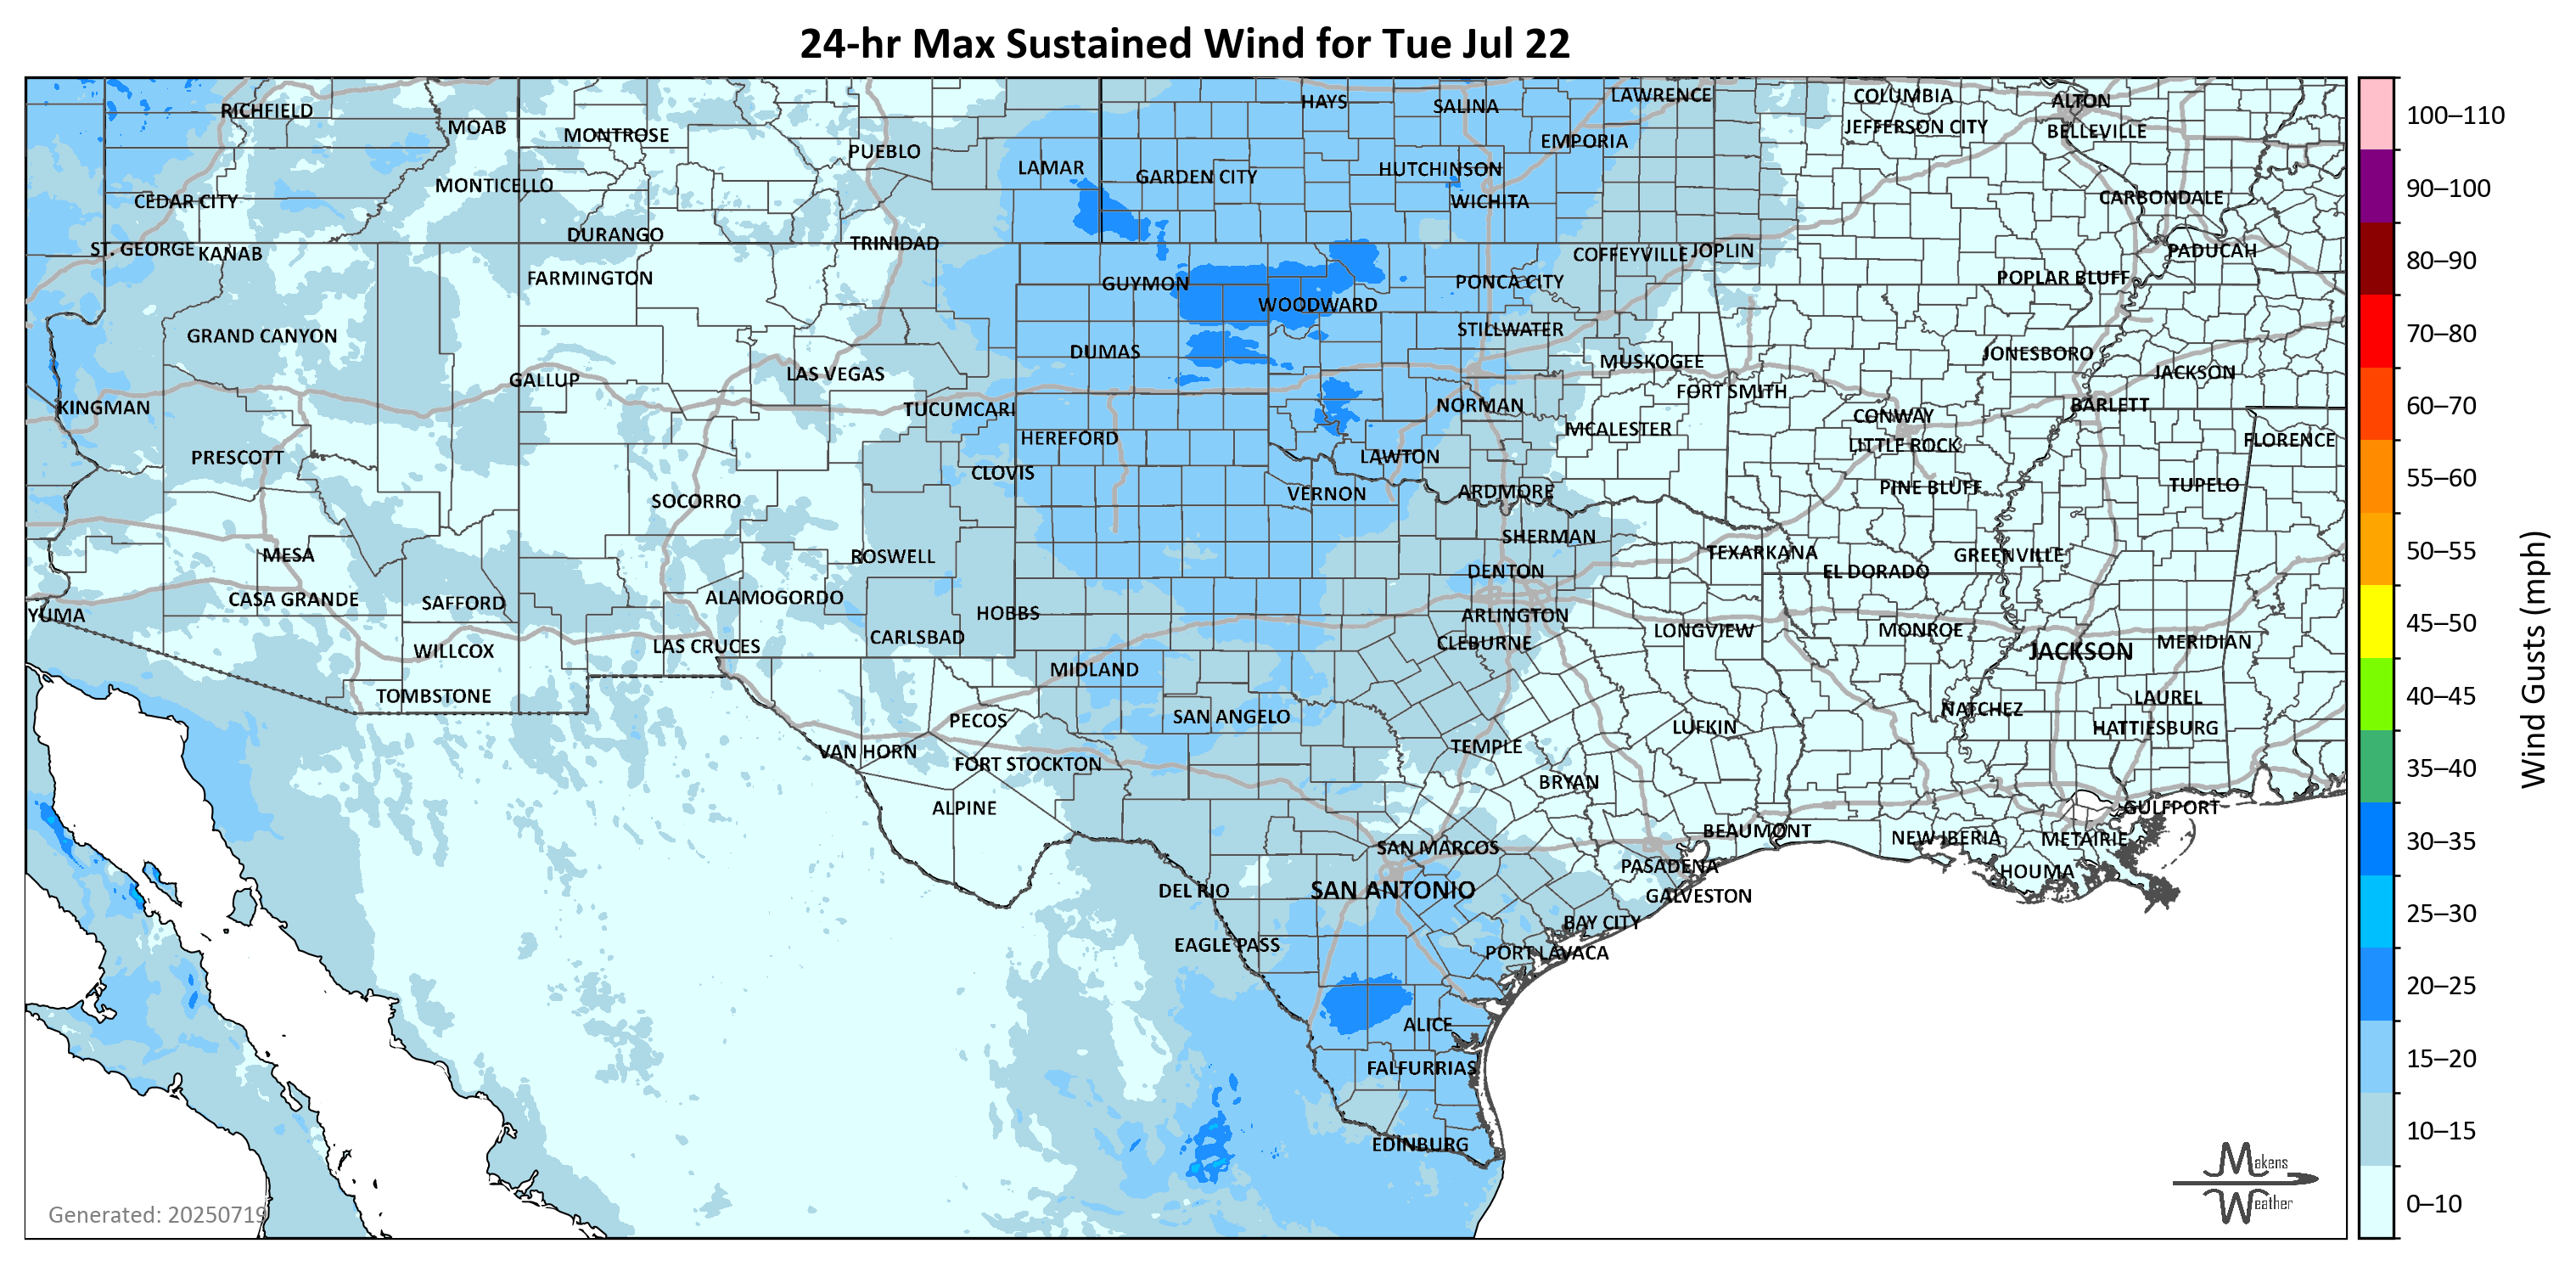 24-hr Max Sustained Wind for Tue Jul 22
RICHFIELD
MOAB
MONTROSE
PUEBLO
LAMAR
HAYS
SALINA
LAWRENCE
COLUMBIA
ALTON
JEFFERSON CITY
BELLEVILLE
EMPORIA
HUTCHINSON
GARDEN CITY
MONTICELLO
CEDAR CITY
WICHITA
CARBONDALE
DURANGO
TRINIDAD
ST. GEORGE
KANAB
COFFEYVILLE
JOPLIN
PADUCAH
FARMINGTON
GUYMON
PONCA CITY
POPLAR BLUFF
WOODWARD
GRAND CANYON
STILLWATER
DUMAS
MUSKOGEE
JONESBORO
GALLUP
LAS VEGAS
FORT SMITH
JACKSON
KINGMAN
TUCUMCARI
NORMAN
CONWAY
BARLETT
HEREFORD
MCALESTER
LITTLE ROCK
FLORENCE
PRESCOTT
CLOVIS
LAWTON
SOCORRO
VERNON
ARDMORE
PINE BLUFF
TUPELO
SHERMAN
MESA
ROSWELL
TEXARKANA
GREENVILLE
DENTON
EL DORADO
CASA GRANDE
SAFFORD
ALAMOGORDO
YUMA
HOBBS
ARLINGTON
CARLSBAD
LONGVIEW
MONROE
WILLCOX
LAS CRUCES
CLEBURNE
JACKSON
MERIDIAN
MIDLAND
TOMBSTONE
LAUREL
PECOS
SAN ANGELO
NATCHEZ
LUFKIN
HATTIESBURG
VAN HORN
FORT STOCKTON
TEMPLE
BRYAN
ALPINE
GULFPORT
BEAUMONT
NEW IBERIA
METAIRIE
SAN MARCOS
PASADENA
HOUMA
DEL RIO
SAN ANTONIO
GALVESTON
BAY CITY
EAGLE PASS
PORT LAVACA
ALICE
FALFURRIAS
EDINBURG
Generated: 20250719
Makens
Weather
100–110
90–100
80–90
70–80
60–70
55–60
50–55
45–50
40–45
35–40
30–35
25–30
20–25
15–20
10–15
0–10
Wind Gusts (mph)